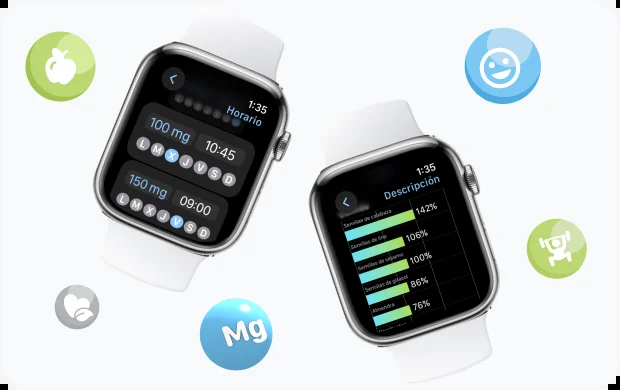 1:35
Horario
100 mg
10:45
L M X J V S D
150 mg
09:00
L M X J V S D
1:35
Descripción
Semillas de calabaza
142%
Semillas de lino
106%
Semillas de sésamo
100%
Semillas de girasol
86%
Almendra
76%
Mg